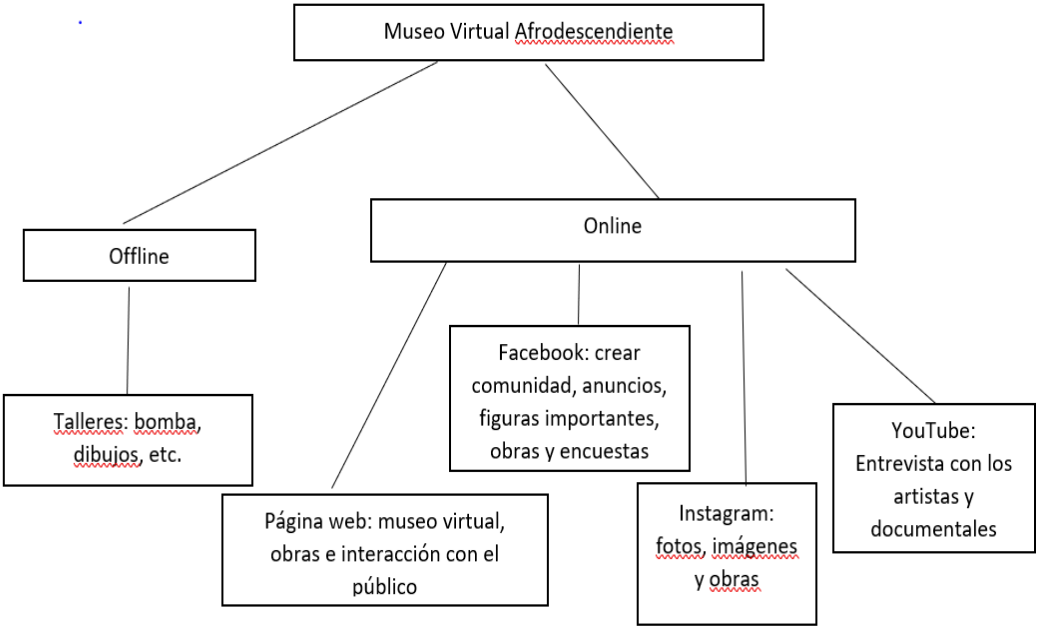 Museo Virtual Afrodescendiente
Offline
Online
Talleres: bomba,
dibujos, etc.
Página web: museo virtual,
obras e interacción con el
público
Facebook: crear
comunidad, anuncios,
figuras importantes,
obras y encuestas
Instagram:
fotos, imágenes
y obras
YouTube:
Entrevista con los
artistas y
documentales